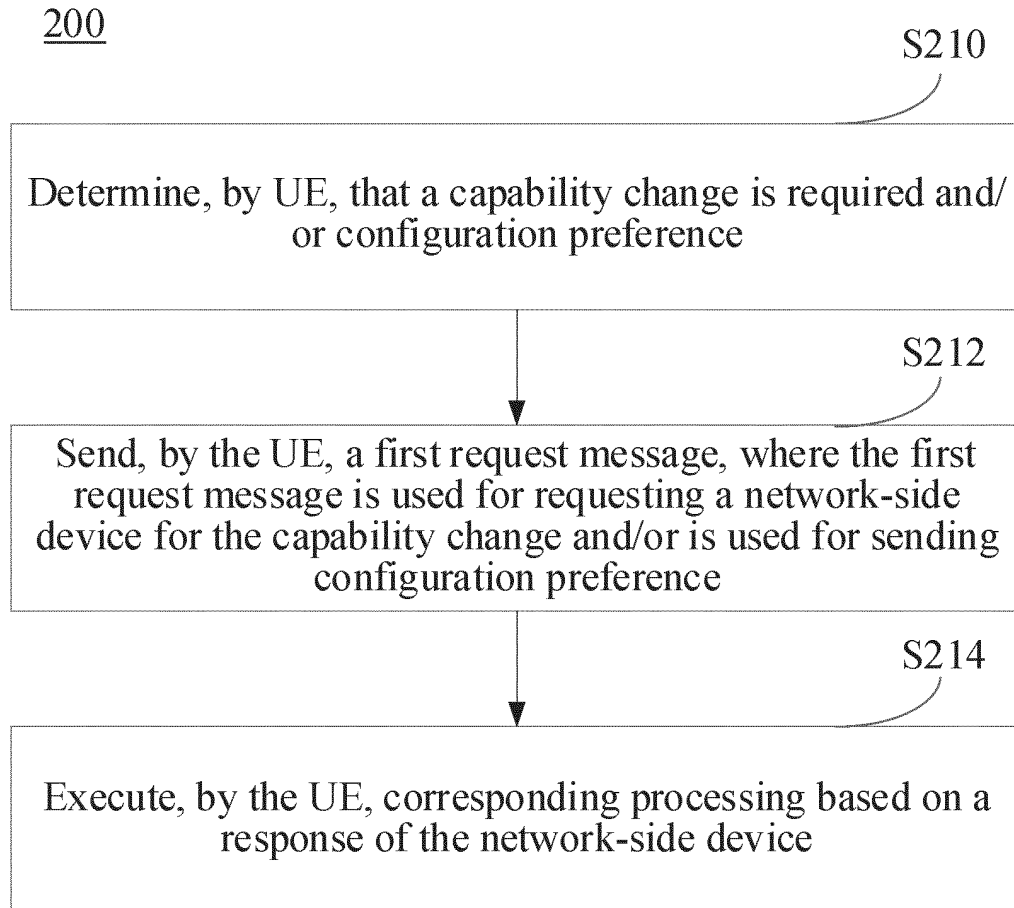 200
S210
Determine, by UE, that a capability change is required and/
or configuration preference
S212
Send, by the UE, a first request message, where the first
request message is used for requesting a network-side
device for the capability change and/or is used for sending
configuration preference
S214
Execute, by the UE, corresponding processing based on a
response of the network-side device